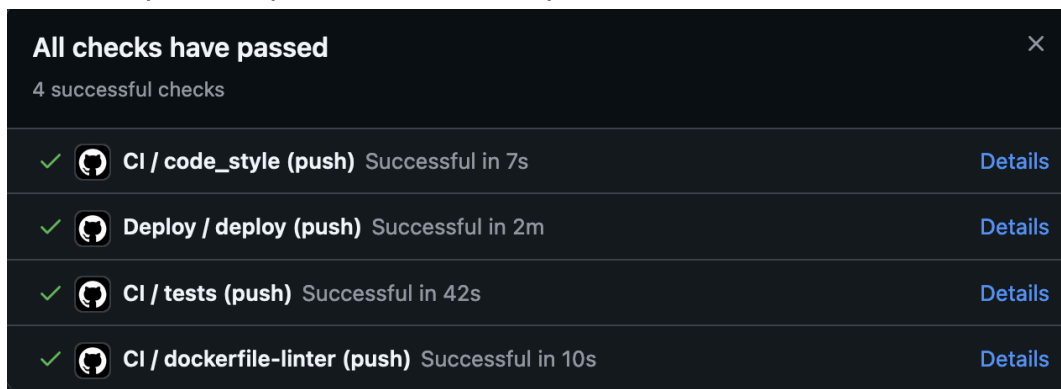 All checks have passed
4 successful checks
CI / code_style (push) Successful in 7s Details
Deploy / deploy (push) Successful in 2m Details
CI / tests (push) Successful in 42s Details
CI / dockerfile-linter (push) Successful in 10s Details